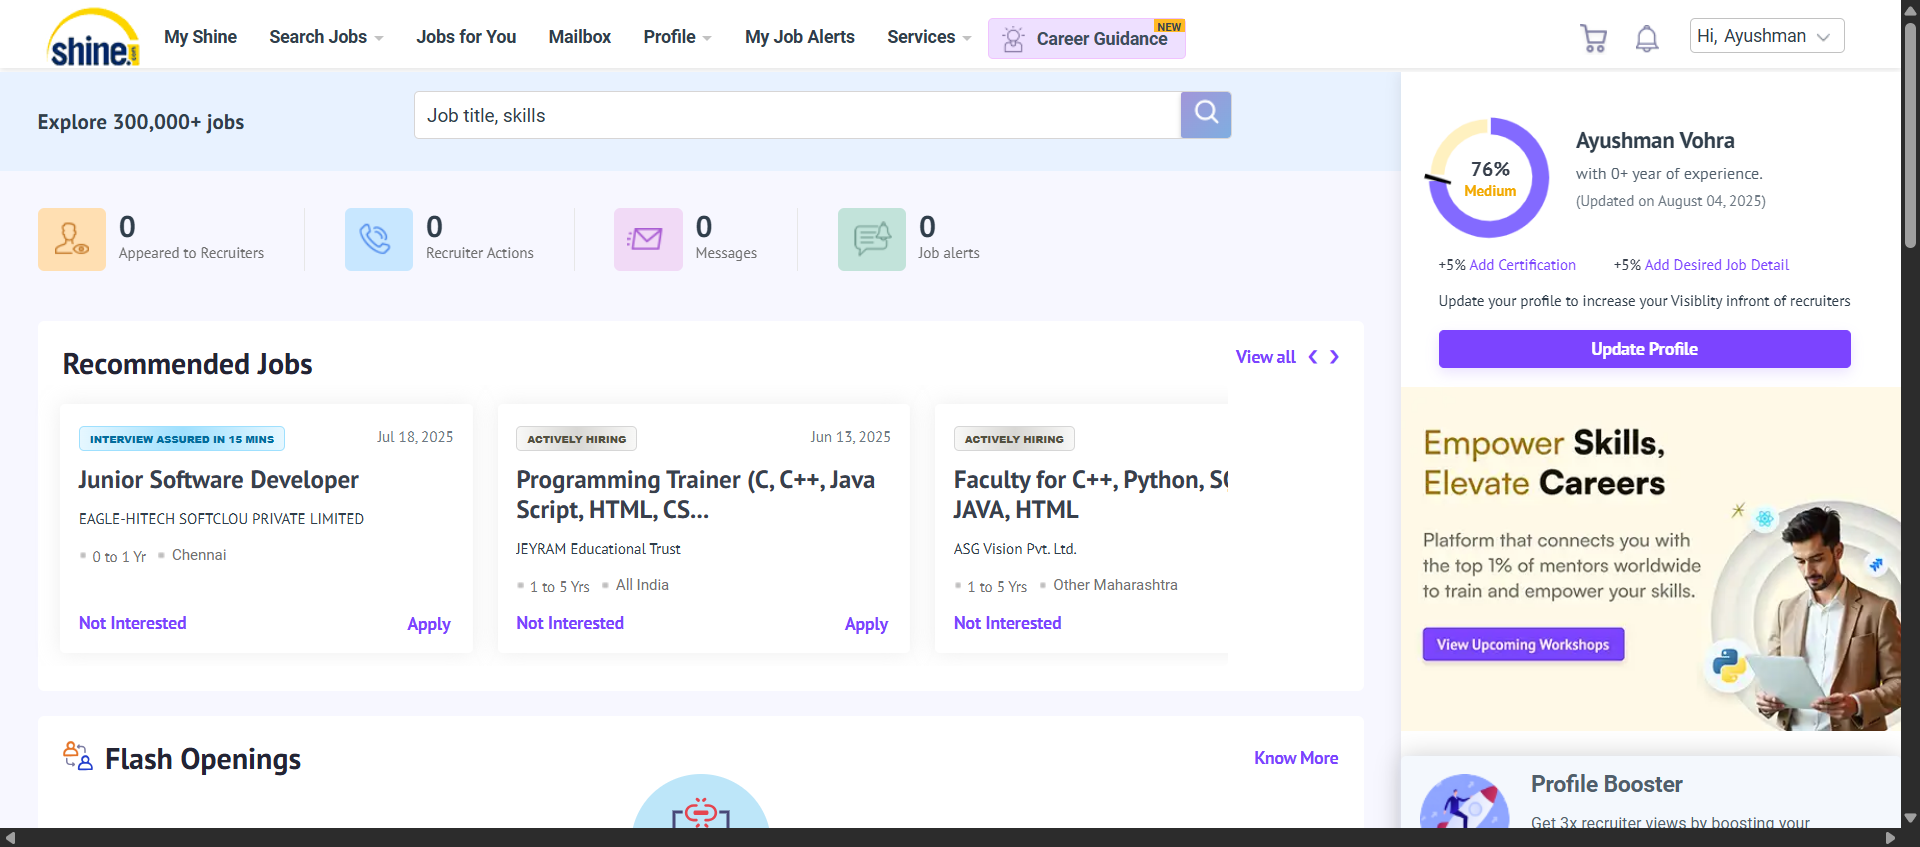 shine.com
My Shine
Search Jobs
Jobs for You
Mailbox
Profile
My Job Alerts
Services
Career Guidance
NEW
Hi, Ayushman
Explore 300,000+ jobs
Job title, skills
0
Appeared to Recruiters
0
Recruiter Actions
0
Messages
0
Job alerts
Recommended Jobs
View all
INTERVIEW ASSURED IN 15 MINS
Jul 18, 2025
Junior Software Developer
EAGLE-HITECH SOFTCLOU PRIVATE LIMITED
0 to 1 Yr
Chennai
Not Interested
Apply
ACTIVELY HIRING
Jun 13, 2025
Programming Trainer (C, C++, Java
Script, HTML, CS...
JEYRAM Educational Trust
1 to 5 Yrs
All India
Not Interested
Apply
ACTIVELY HIRING
Faculty for C++, Python, SQ
JAVA, HTML
ASG Vision Pvt. Ltd.
1 to 5 Yrs
Other Maharashtra
Not Interested
Flash Openings
Know More
76%
Medium
Ayushman Vohra
with 0+ year of experience.
(Updated on August 04, 2025)
+5% Add Certification
+5% Add Desired Job Detail
Update your profile to increase your Visiblity infront of recruiters
Update Profile
Empower Skills,
Elevate Careers
Platform that connects you with
the top 1% of mentors worldwide
to train and empower your skills.
View Upcoming Workshops
Profile Booster
Get 3x recruiter views by boosting your